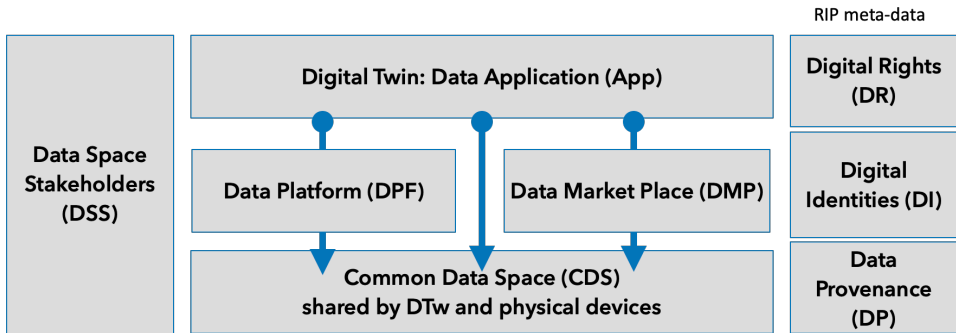 RIP meta-data
Digital Twin: Data Application (App)
Digital Rights
(DR)
Data Space
Stakeholders
(DSS)
Data Platform (DPF)
Data Market Place (DMP)
Digital
Identities (DI)
Common Data Space (CDS)
shared by DTw and physical devices
Data
Provenance
(DP)